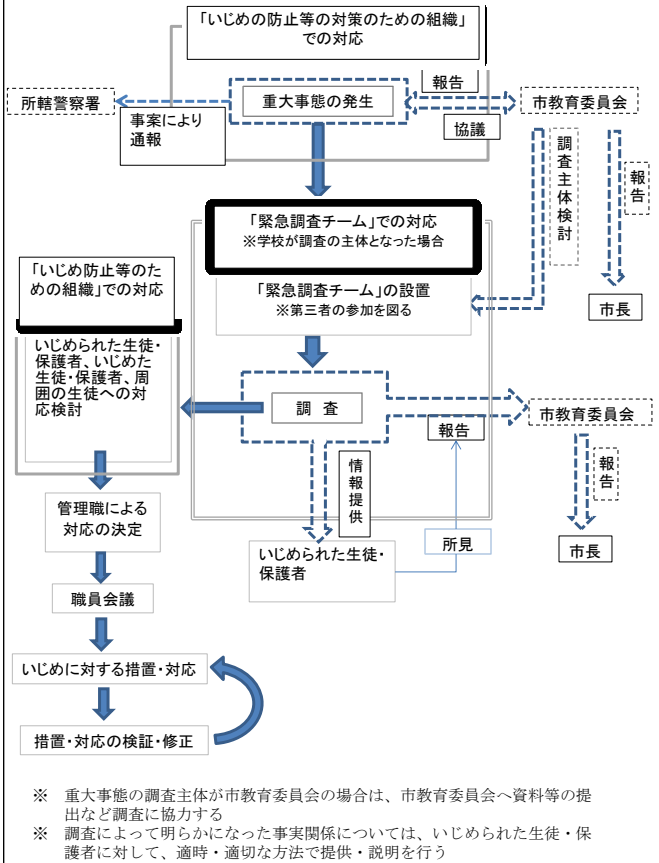 「いじめの防止等の対策のための組織」
での対応
報告
所轄警察署
重大事態の発生
市教育委員会
事案により
通報
協議
調査主体検討
報告
「緊急調査チーム」での対応
※学校が調査の主体となった場合
「いじめ防止等のた
めの組織」での対応
「緊急調査チーム」の設置
※第三者の参加を図る
市長
いじめられた生徒・
保護者、いじめた
生徒・保護者、周
囲の生徒への対
応検討
調 査
市教育委員会
報告
情報提供
報告
管理職による
対応の決定
所見
市長
いじめられた生徒・
保護者
職員会議
いじめに対する措置・対応
措置・対応の検証・修正
※ 重大事態の調査主体が市教育委員会の場合は、市教育委員会へ資料等の提
出など調査に協力する
※ 調査によって明らかになった事実関係については、いじめられた生徒・保
護者に対して、適時・適切な方法で提供・説明を行う